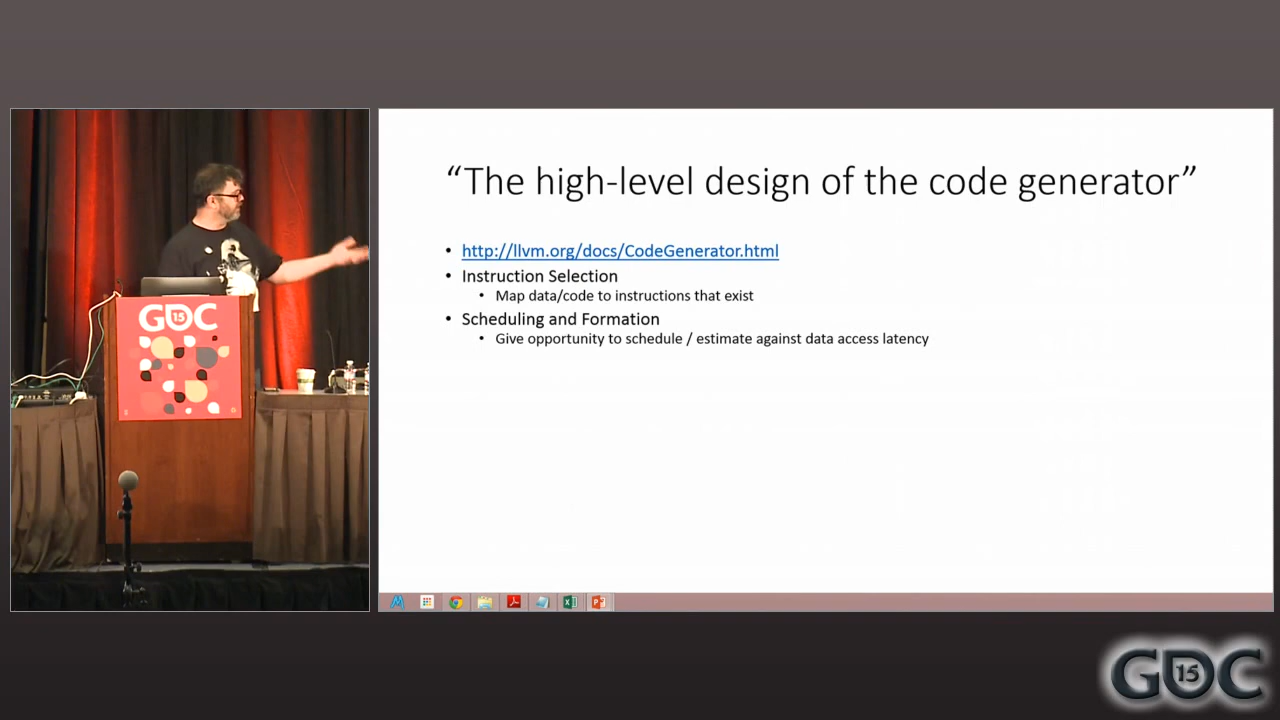 “The high-level design of the code generator”
• http://llvm.org/docs/CodeGenerator.html
• Instruction Selection
• Map data/code to instructions that exist
• Scheduling and Formation
• Give opportunity to schedule / estimate against data access latency
GDC 15
GDC 15